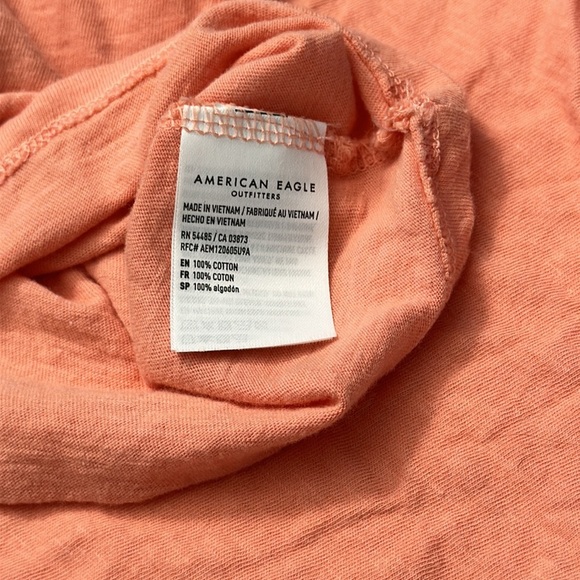 AMERICAN EAGLE
OUTFITTERS
MADE IN VIETNAM / FABRIQUÉ AU VIETNAM /
HECHO EN VIETNAM
RN 54485 / CA 03873
RFC# AEM120605U9A
EN 100% COTTON
FR 100% COTON
SP 100% algodón